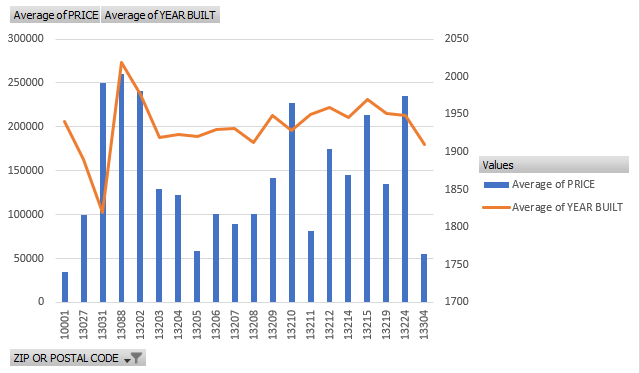 Average of PRICE Average of YEAR BUILT
300000 2050
250000 2000
200000 1950
150000 1900
100000 1850
50000 1800
0 1750
1700
Values
Average of PRICE
Average of YEAR BUILT
10001 13027 13031 13088 13202 13203 13204 13205 13206 13207 13208 13209 13210 13211 13212 13214 13215 13219 13224 13304
ZIP OR POSTAL CODE